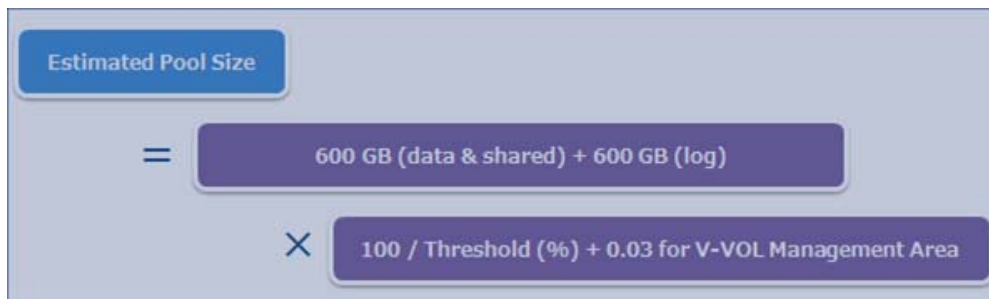 Estimated Pool Size
= 600 GB (data & shared) + 600 GB (log)
× 100 / Threshold (%) + 0.03 for V-VOL Management Area